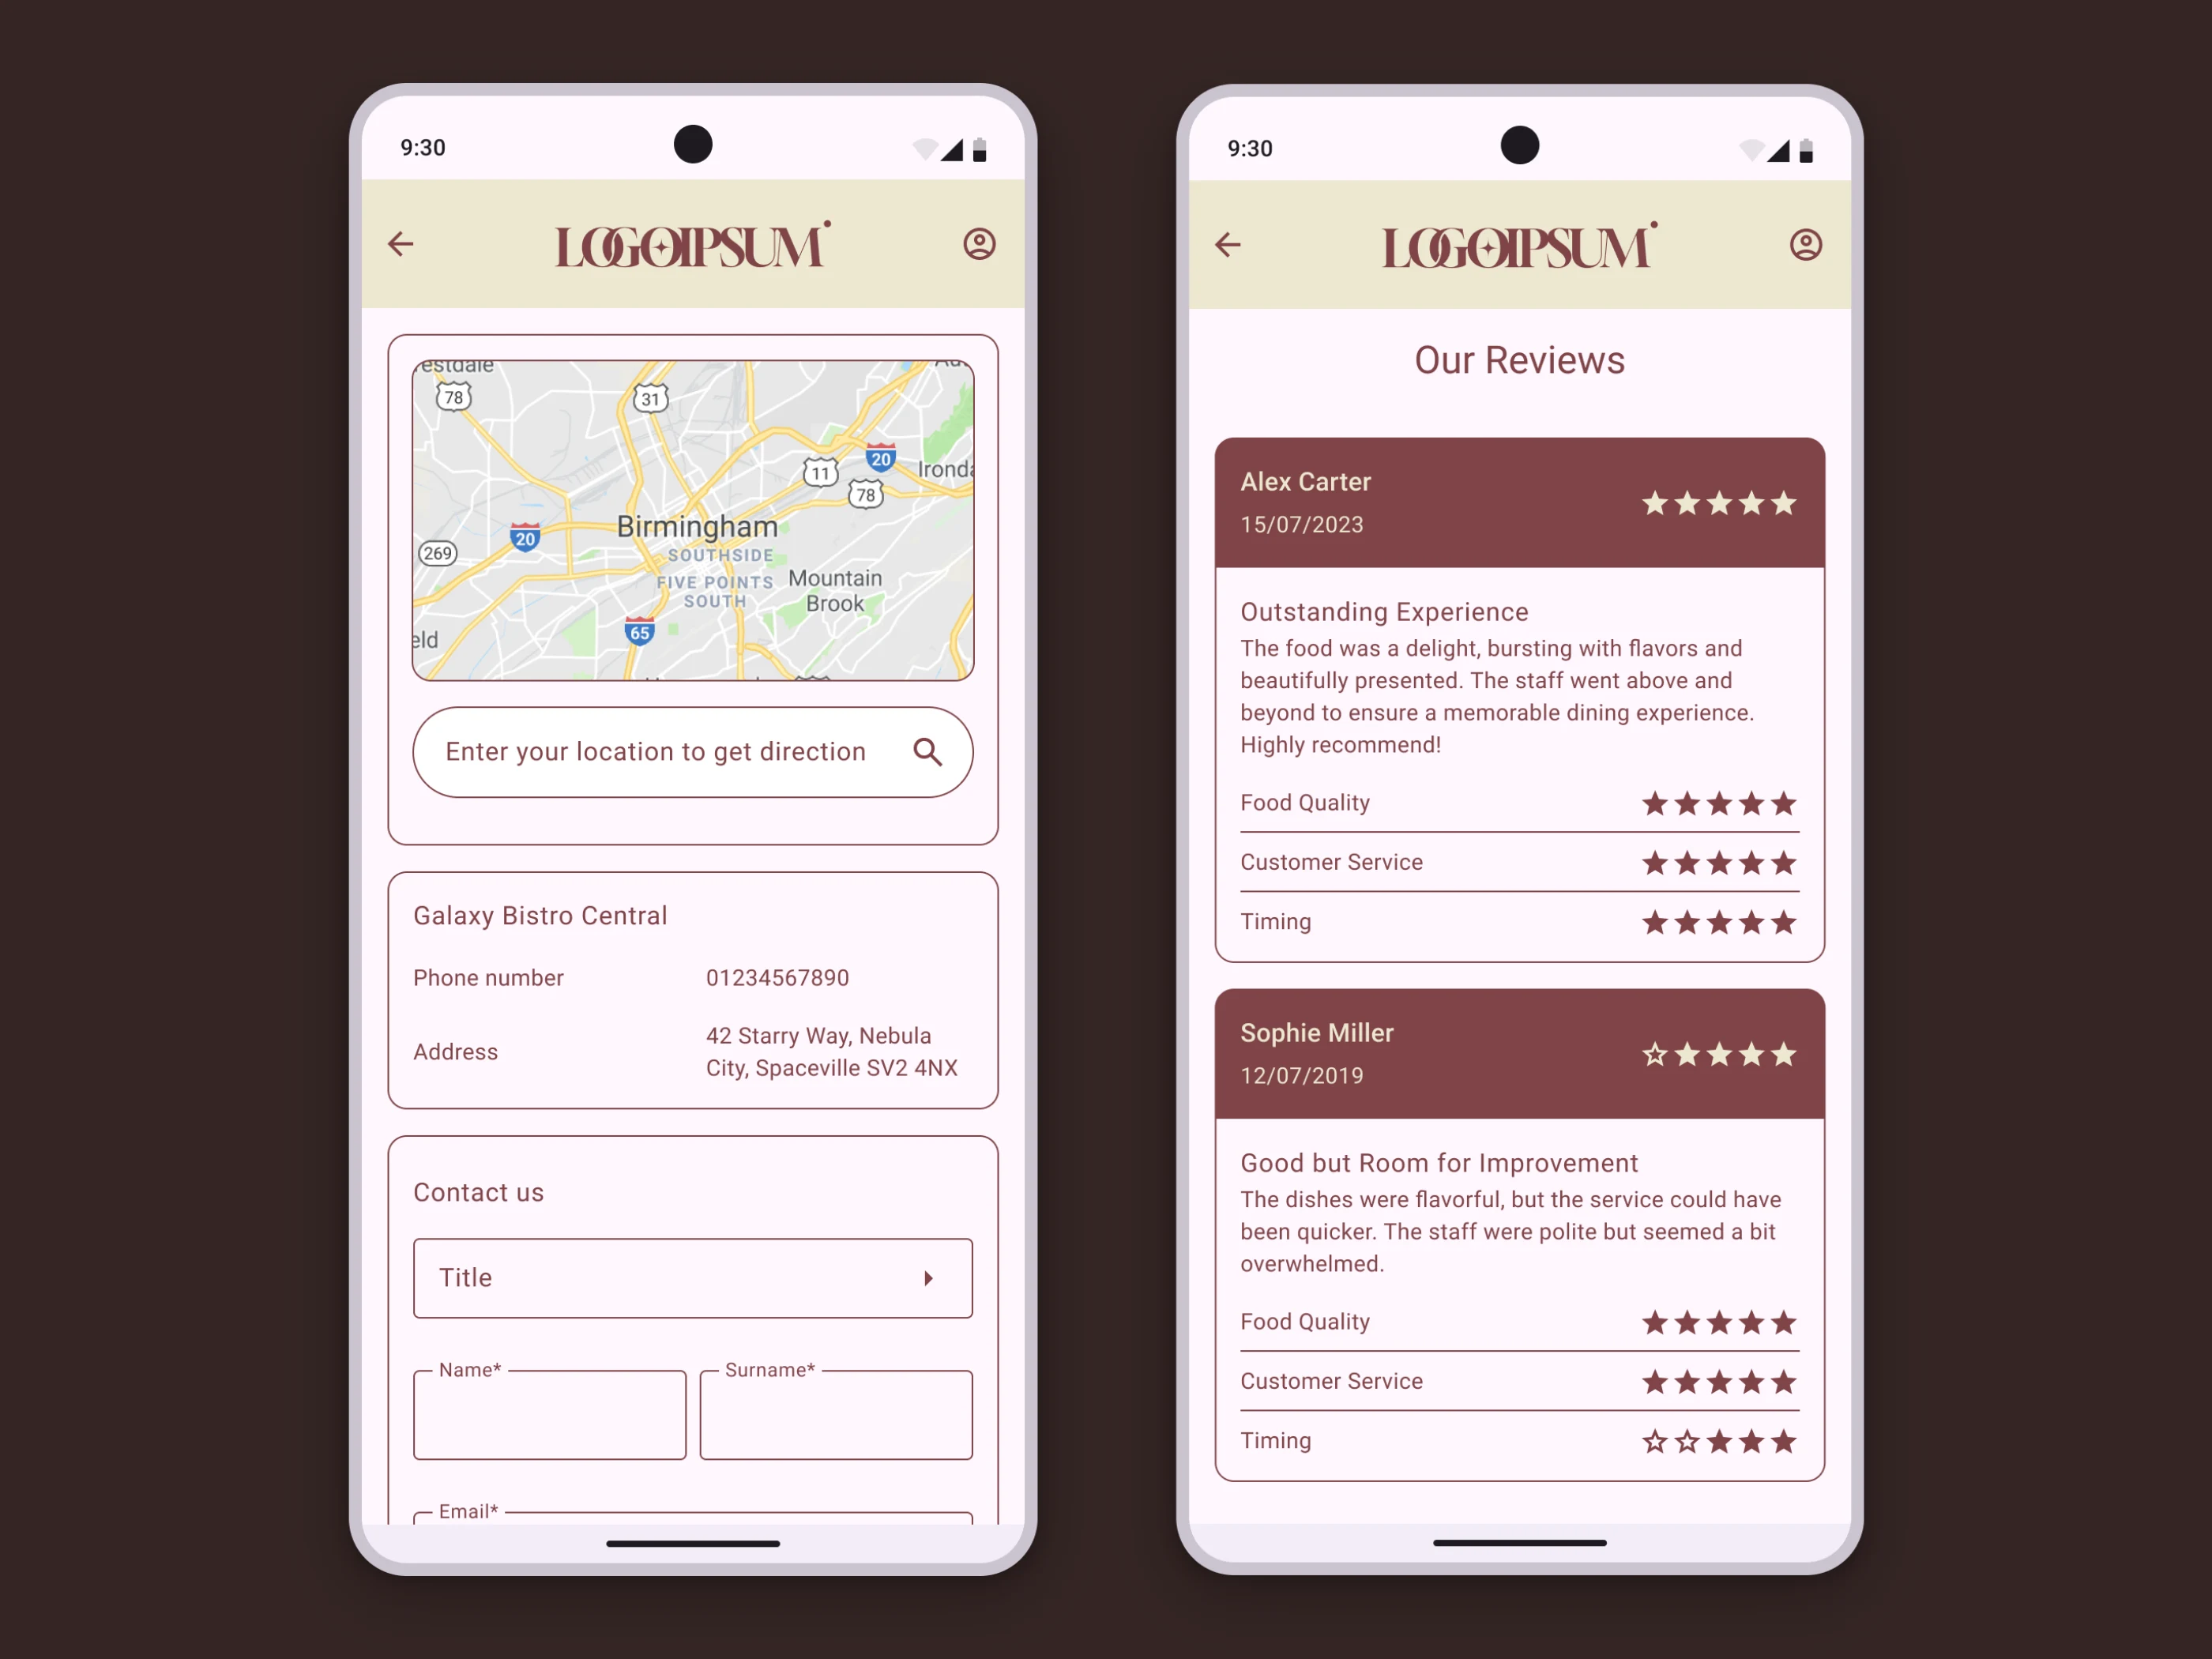 9:30
LOGOIPSUM
estdale
78
31
20
11
78
Ironda
Birmingham
20
269
SOUTHSIDE
FIVE POINTS
SOUTH
Mountain
Brook
65
eld
Enter your location to get direction
Galaxy Bistro Central
Phone number 01234567890
Address 42 Starry Way, Nebula
City, Spaceville SV2 4NX
Contact us
Title
Name* Surname*
Email*
9:30
LOGOIPSUM
Our Reviews
Alex Carter
15/07/2023
Outstanding Experience
The food was a delight, bursting with flavors and
beautifully presented. The staff went above and
beyond to ensure a memorable dining experience.
Highly recommend!
Food Quality
Customer Service
Timing
Sophie Miller
12/07/2019
Good but Room for Improvement
The dishes were flavorful, but the service could have
been quicker. The staff were polite but seemed a bit
overwhelmed.
Food Quality
Customer Service
Timing